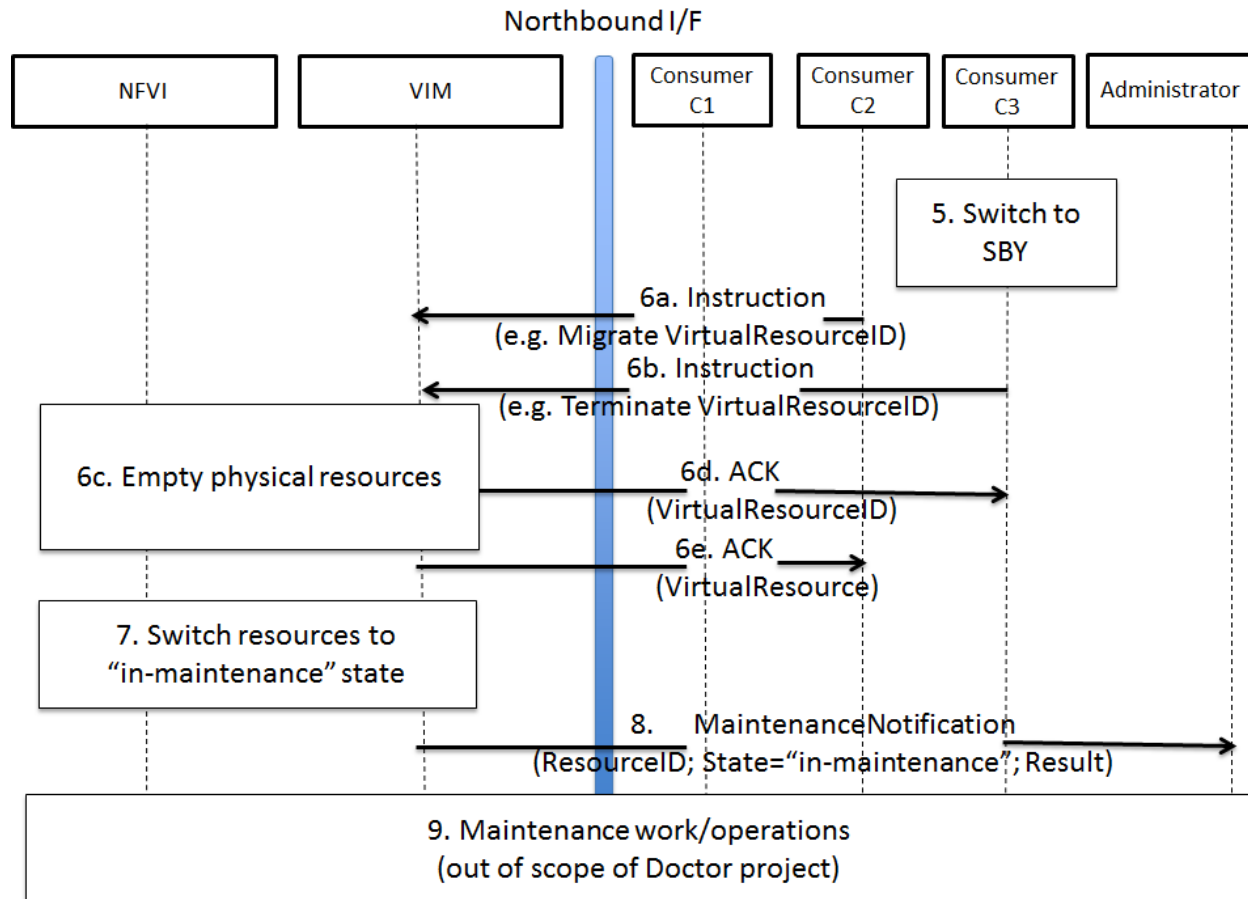 Northbound I/F
NFVI
VIM
Consumer
C1
Consumer
C2
Consumer
C3
Administrator
5. Switch to
SBY
6a. Instruction
(e.g. Migrate VirtualResourceID)
6b. Instruction
(e.g. Terminate VirtualResourceID)
6c. Empty physical resources
6d. ACK
(VirtualResourceID)
6e. ACK
(VirtualResource)
7. Switch resources to
“in-maintenance” state
8. MaintenanceNotification
(ResourceID; State=“in-maintenance”; Result)
9. Maintenance work/operations
(out of scope of Doctor project)